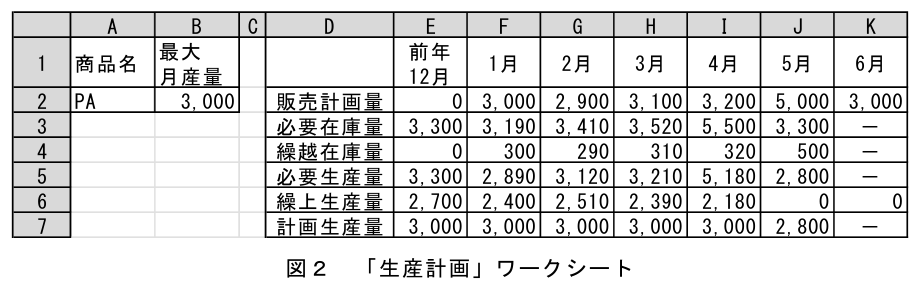 A B C D E F G H I J K
1 商品名 最大月産量 前年12月 1月 2月 3月 4月 5月 6月
2 PA 3,000 販売計画量 0 3,000 2,900 3,100 3,200 5,000 3,000
3 必要在庫量 3,300 3,190 3,410 3,520 5,500 3,300 －
4 繰越在庫量 0 300 290 310 320 500 －
5 必要生産量 3,300 2,890 3,120 3,210 5,180 2,800 －
6 繰上生産量 2,700 2,400 2,510 2,390 2,180 0 0
7 計画生産量 3,000 3,000 3,000 3,000 3,000 2,800 －
図２ 「生産計画」ワークシート